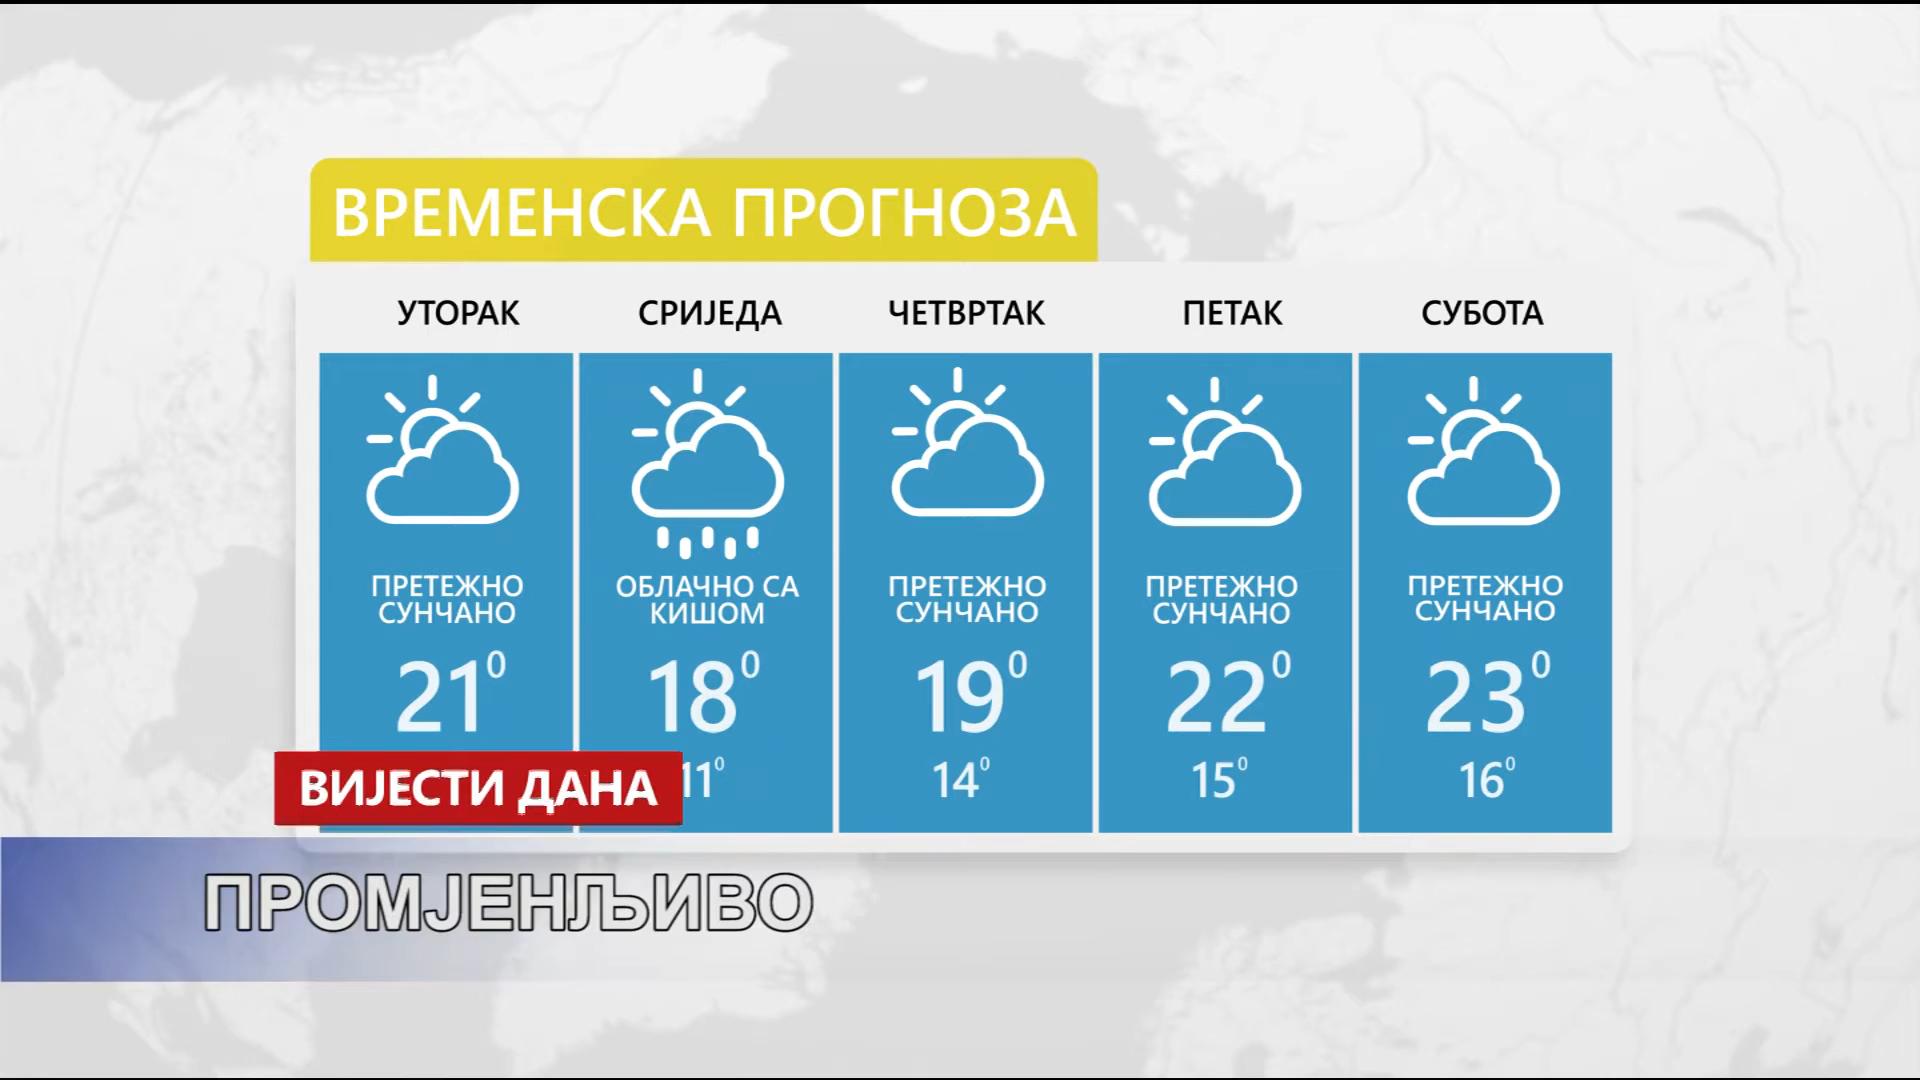 ВРЕМЕНСКА ПРОГНОЗА
УТОРАК
ПРЕТЕЖНО
СУНЧАНО
21⁰
СРИЈЕДА
ОБЛАЧНО СА
КИШОМ
18⁰
11⁰
ЧЕТВРТАК
ПРЕТЕЖНО
СУНЧАНО
19⁰
14⁰
ПЕТАК
ПРЕТЕЖНО
СУНЧАНО
22⁰
15⁰
СУБОТА
ПРЕТЕЖНО
СУНЧАНО
23⁰
16⁰
ВИЈЕСТИ ДАНА
ПРОМЈЕНЉИВО